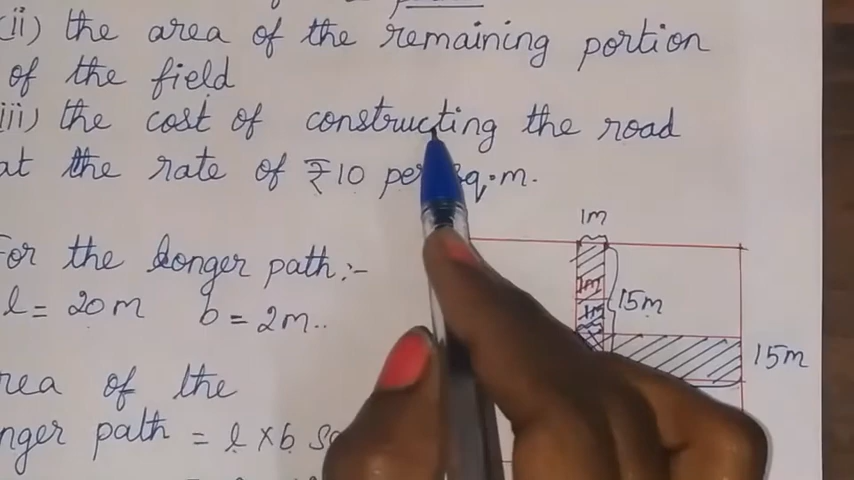 (ii) the area of the remaining portion
of the field
iii) the cost of constructing the road
at the rate of ₹10 per sq.m.
1m
For the longer path:-
1m
15m
l = 20m b = 2m..
1m
15m
rea of the
nger path = l x b